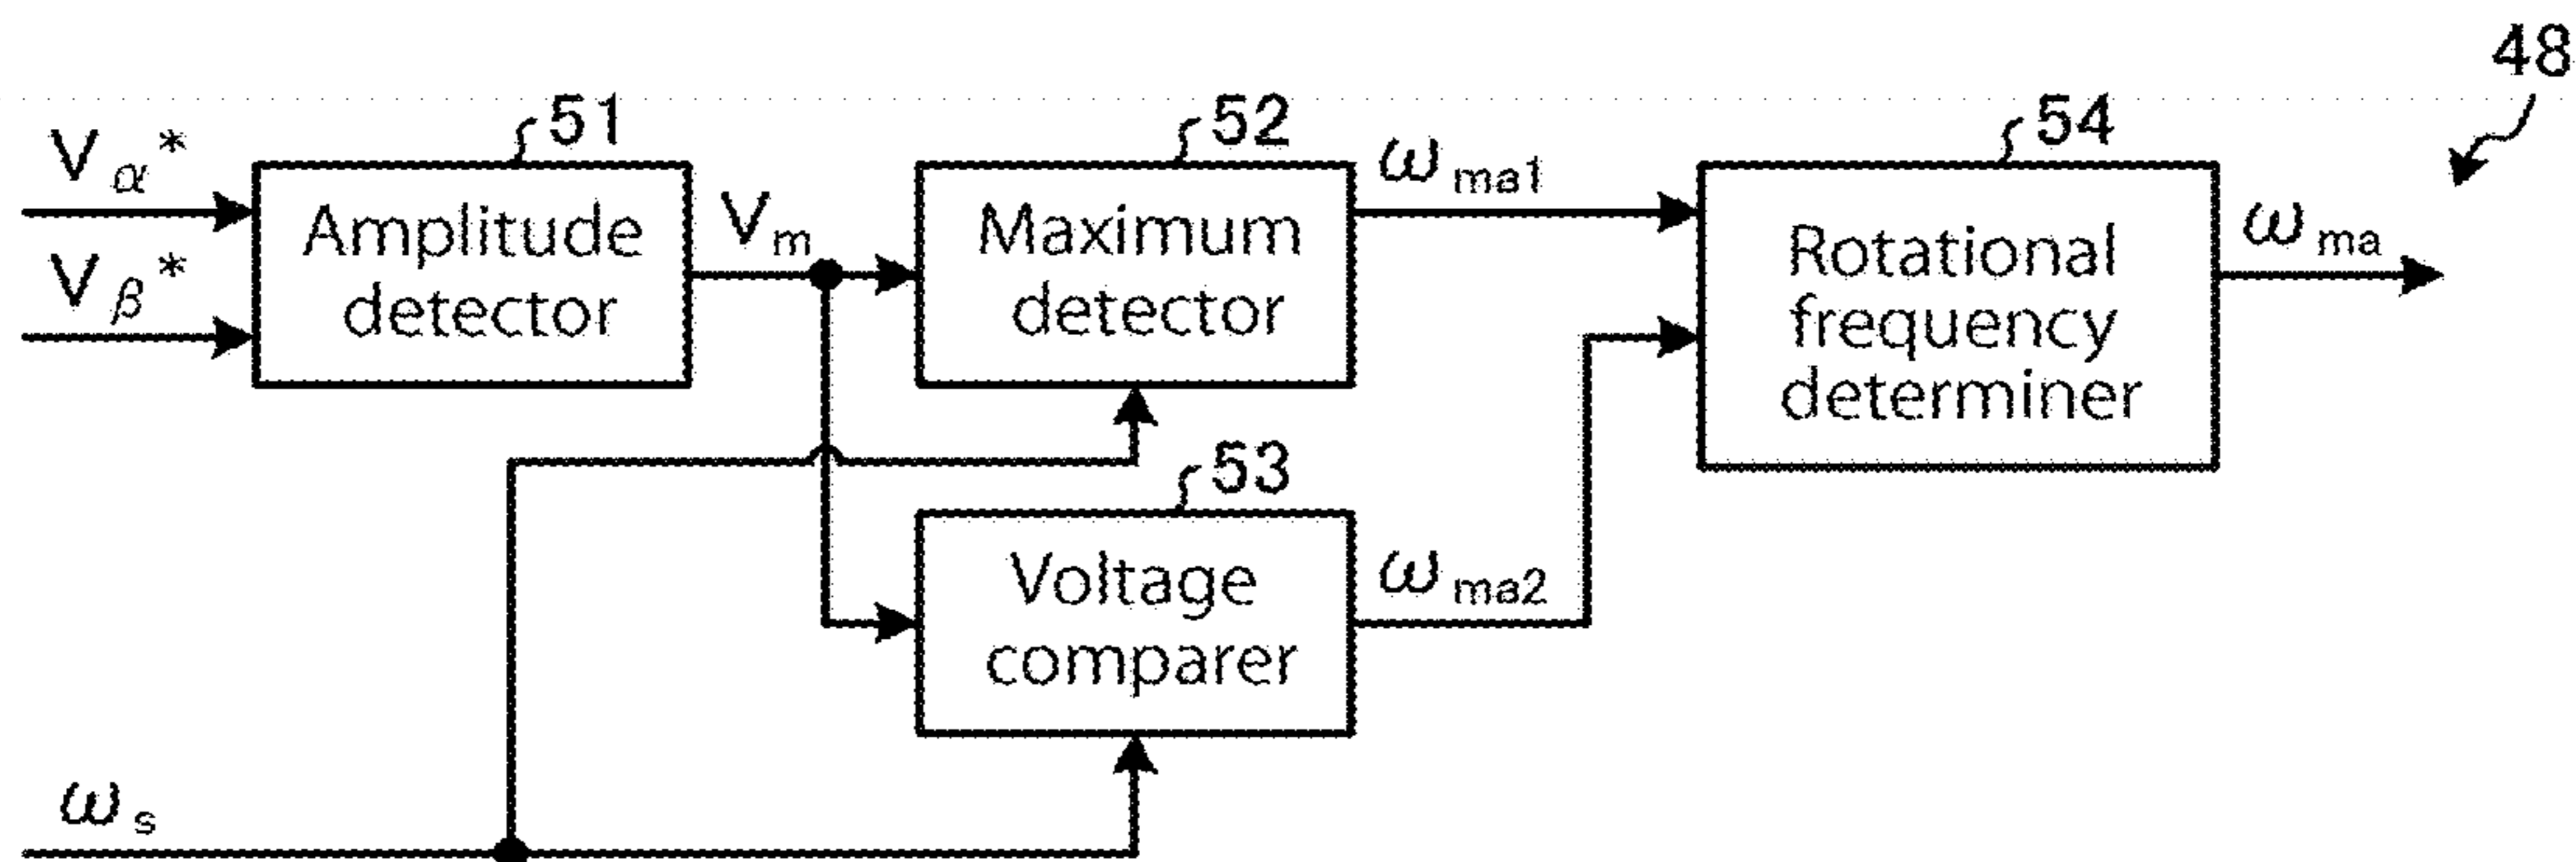 48
51
52
54
Vα*
Vβ*
Amplitude
detector
Vm
Maximum
detector
ωma1
Rotational
frequency
determiner
ωma
53
Voltage
comparer
ωma2
ωs